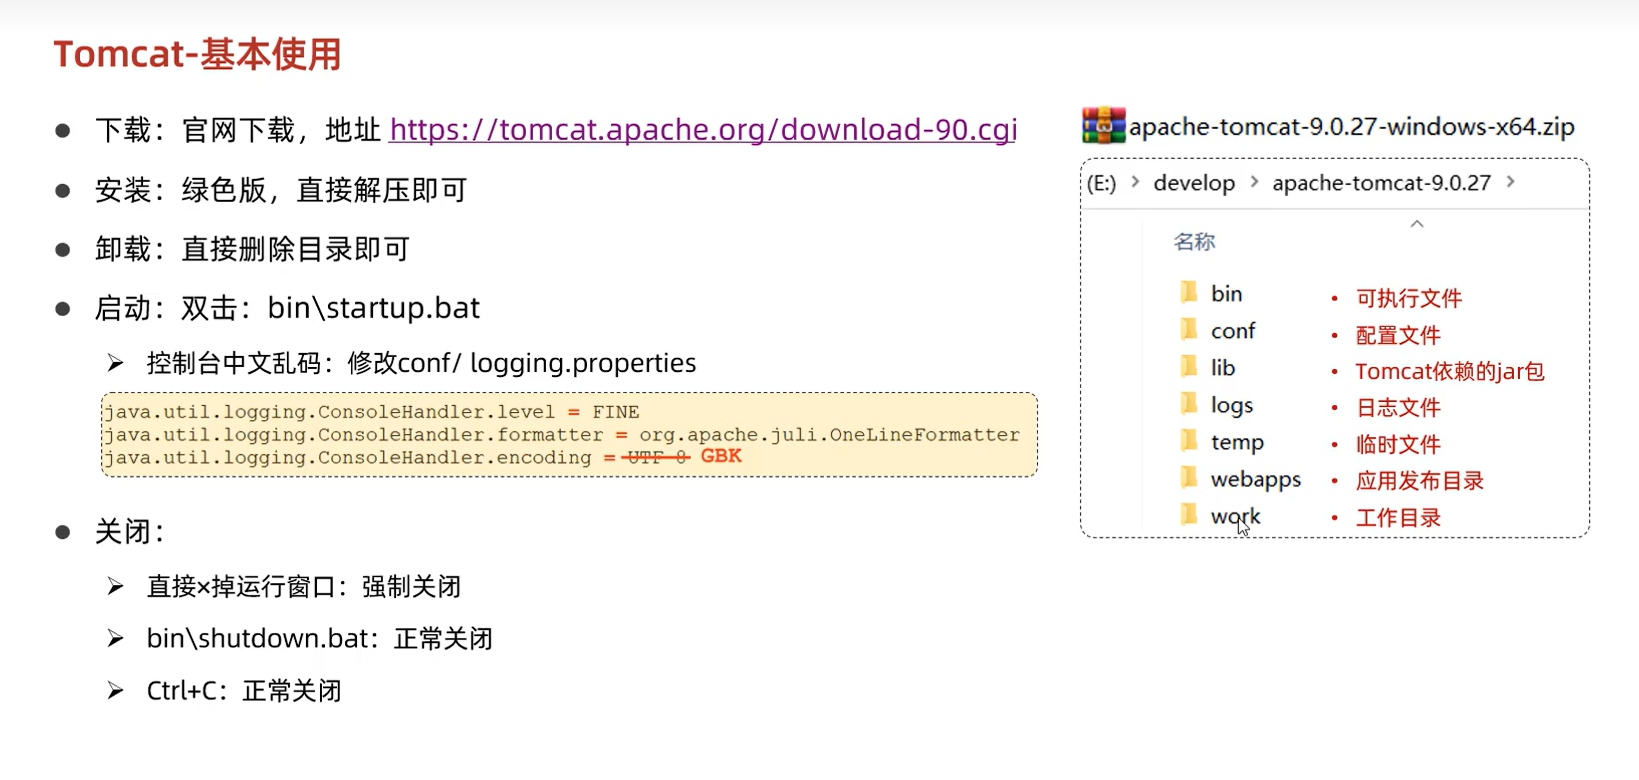 Tomcat-基本使用
下载：官网下载，地址 https://tomcat.apache.org/download-90.cgi
安装：绿色版，直接解压即可
卸载：直接删除目录即可
启动：双击：bin\startup.bat
控制台中文乱码：修改conf/ logging.properties
java.util.logging.ConsoleHandler.level = FINE
java.util.logging.ConsoleHandler.formatter = org.apache.juli.OneLineFormatter
java.util.logging.ConsoleHandler.encoding = UTF-8 GBK
关闭：
直接×掉运行窗口：强制关闭
bin\shutdown.bat：正常关闭
Ctrl+C：正常关闭
apache-tomcat-9.0.27-windows-x64.zip
(E:) > develop > apache-tomcat-9.0.27 >
名称
bin • 可执行文件
conf • 配置文件
lib • Tomcat依赖的jar包
logs • 日志文件
temp • 临时文件
webapps • 应用发布目录
work • 工作目录